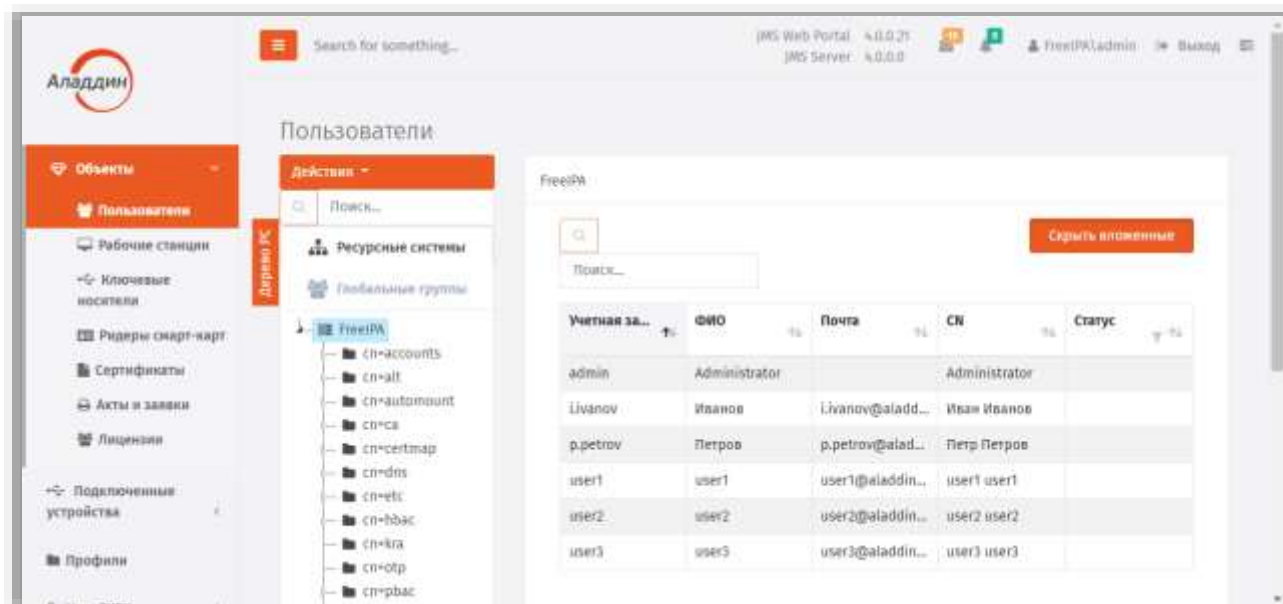 Аладдин
Search for something...
JMS Web Portal 4.0.0.21
JMS Server 4.0.0.0
FreeIPA\admin
Выход
Объекты
Пользователи
Рабочие станции
Ключевые
носители
Ридеры смарт-карт
Сертификаты
Акты и заявки
Лицензии
Подключенные
устройства
Профили
Пользователи
Дерево РС
Действия
Поиск...
Ресурсные системы
Глобальные группы
FreeIPA
cn=accounts
cn=alt
cn=automount
cn=ca
cn=certmap
cn=dns
cn=etc
cn=hbac
cn=kra
cn=otp
cn=pbac
FreeIPA
Поиск...
Скрыть вложенные
Учетная за... ФИО Почта CN Статус
admin Administrator Administrator
i.ivanov Иванов i.ivanov@aladd... Иван Иванов
p.petrov Петров p.petrov@alad... Петр Петров
user1 user1 user1@aladdin... user1 user1
user2 user2 user2@aladdin... user2 user2
user3 user3 user3@aladdin... user3 user3